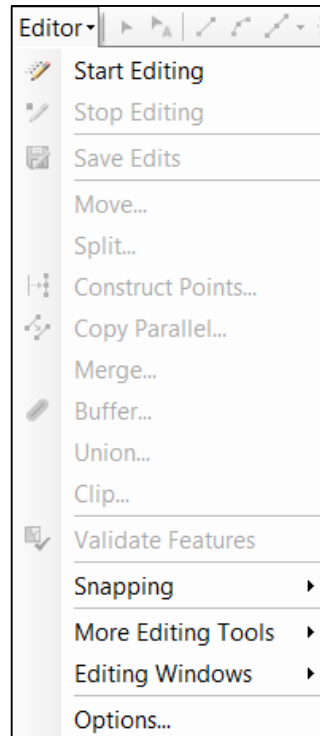 Editor
Start Editing
Stop Editing
Save Edits
Move...
Split...
Construct Points...
Copy Parallel...
Merge...
Buffer...
Union...
Clip...
Validate Features
Snapping
More Editing Tools
Editing Windows
Options...